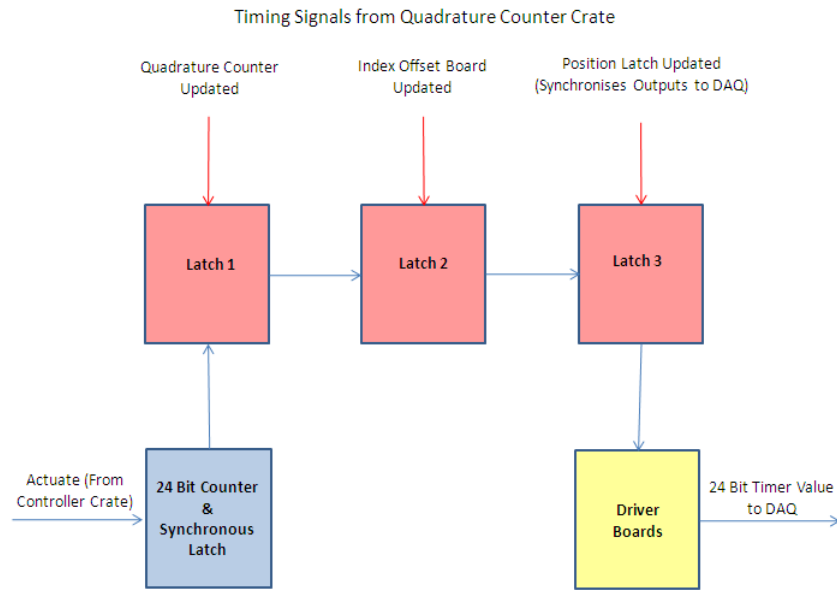 Timing Signals from Quadrature Counter Crate
Quadrature Counter
Updated
Index Offset Board
Updated
Position Latch Updated
(Synchronises Outputs to DAQ)
Latch 1
Latch 2
Latch 3
Actuate (From
Controller Crate)
24 Bit Counter
&
Synchronous
Latch
Driver
Boards
24 Bit Timer Value
to DAQ